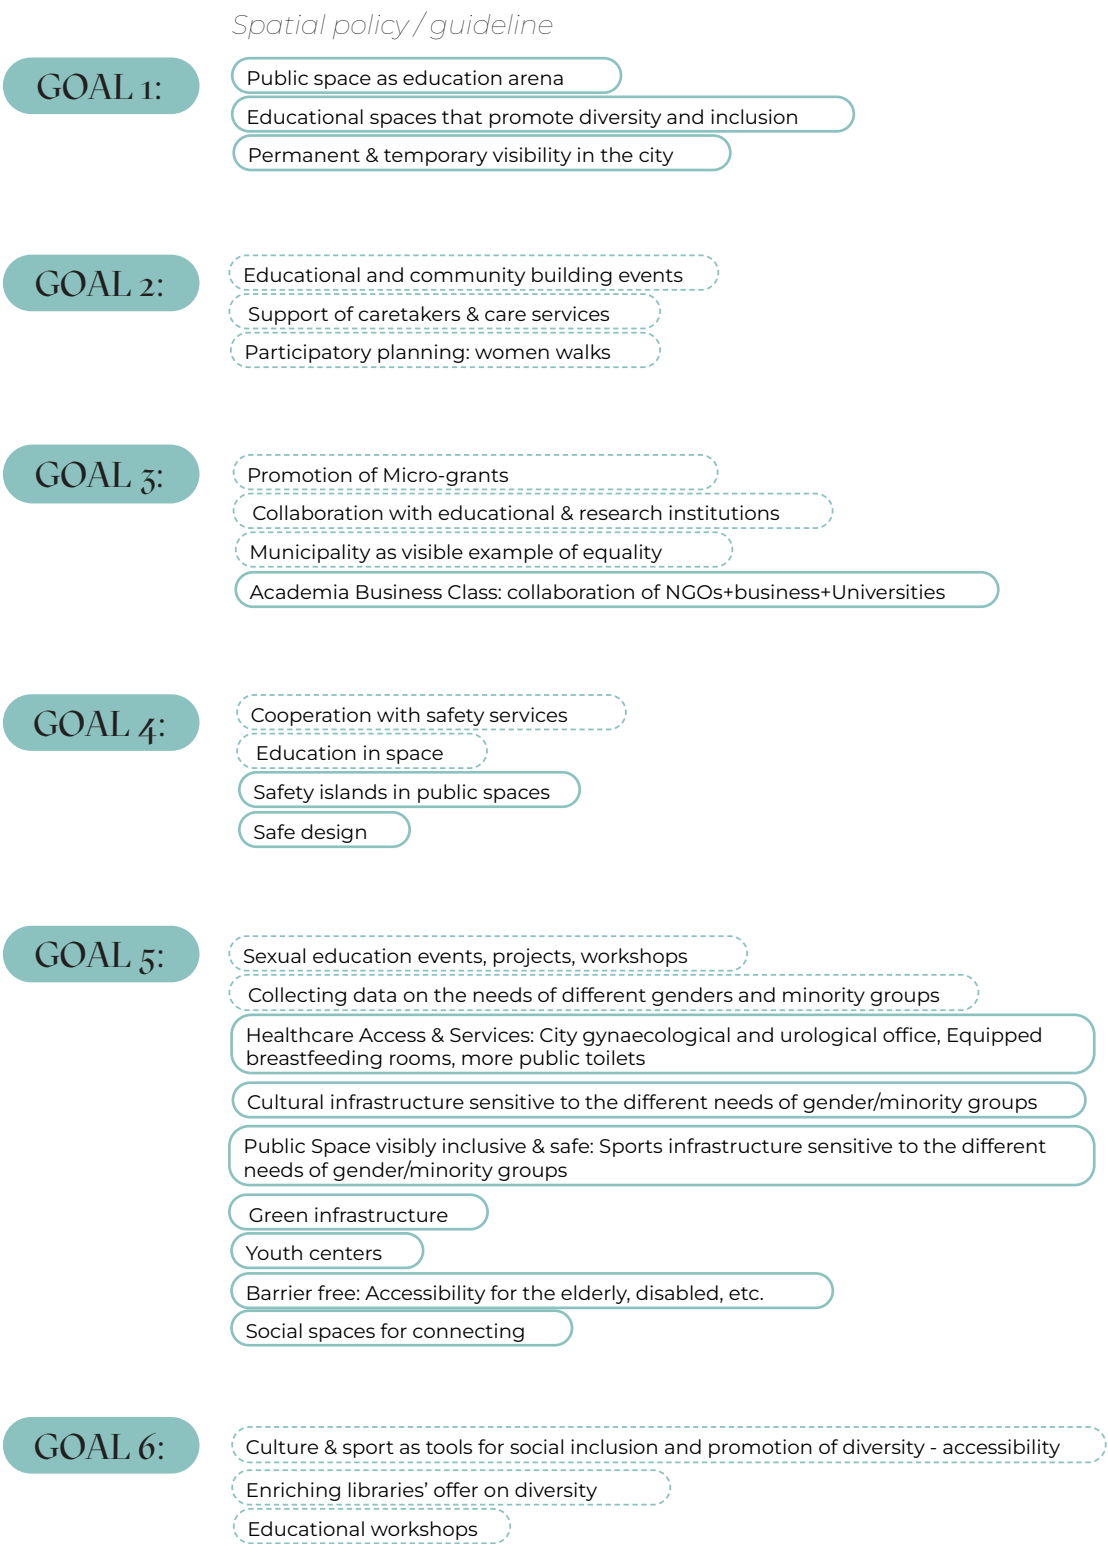 Spatial policy / guideline
GOAL 1:
Public space as education arena
Educational spaces that promote diversity and inclusion
Permanent & temporary visibility in the city
GOAL 2:
Educational and community building events
Support of caretakers & care services
Participatory planning: women walks
GOAL 3:
Promotion of Micro-grants
Collaboration with educational & research institutions
Municipality as visible example of equality
Academia Business Class: collaboration of NGOs+business+Universities
GOAL 4:
Cooperation with safety services
Education in space
Safety islands in public spaces
Safe design
GOAL 5:
Sexual education events, projects, workshops
Collecting data on the needs of different genders and minority groups
Healthcare Access & Services: City gynaecological and urological office, Equipped
breastfeeding rooms, more public toilets
Cultural infrastructure sensitive to the different needs of gender/minority groups
Public Space visibly inclusive & safe: Sports infrastructure sensitive to the different
needs of gender/minority groups
Green infrastructure
Youth centers
Barrier free: Accessibility for the elderly, disabled, etc.
Social spaces for connecting
GOAL 6:
Culture & sport as tools for social inclusion and promotion of diversity - accessibility
Enriching libraries’ offer on diversity
Educational workshops